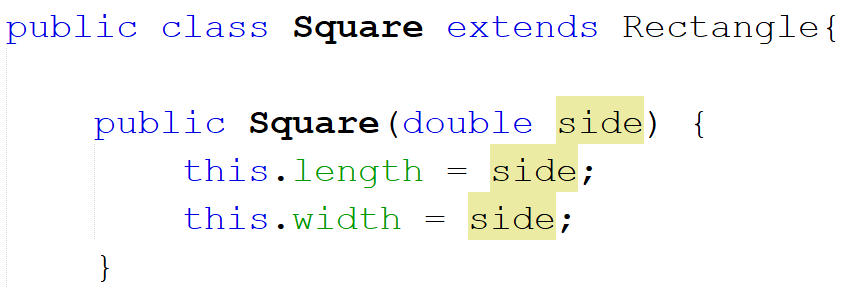 public class Square extends Rectangle{
public Square(double side) {
this.length = side;
this.width = side;
}